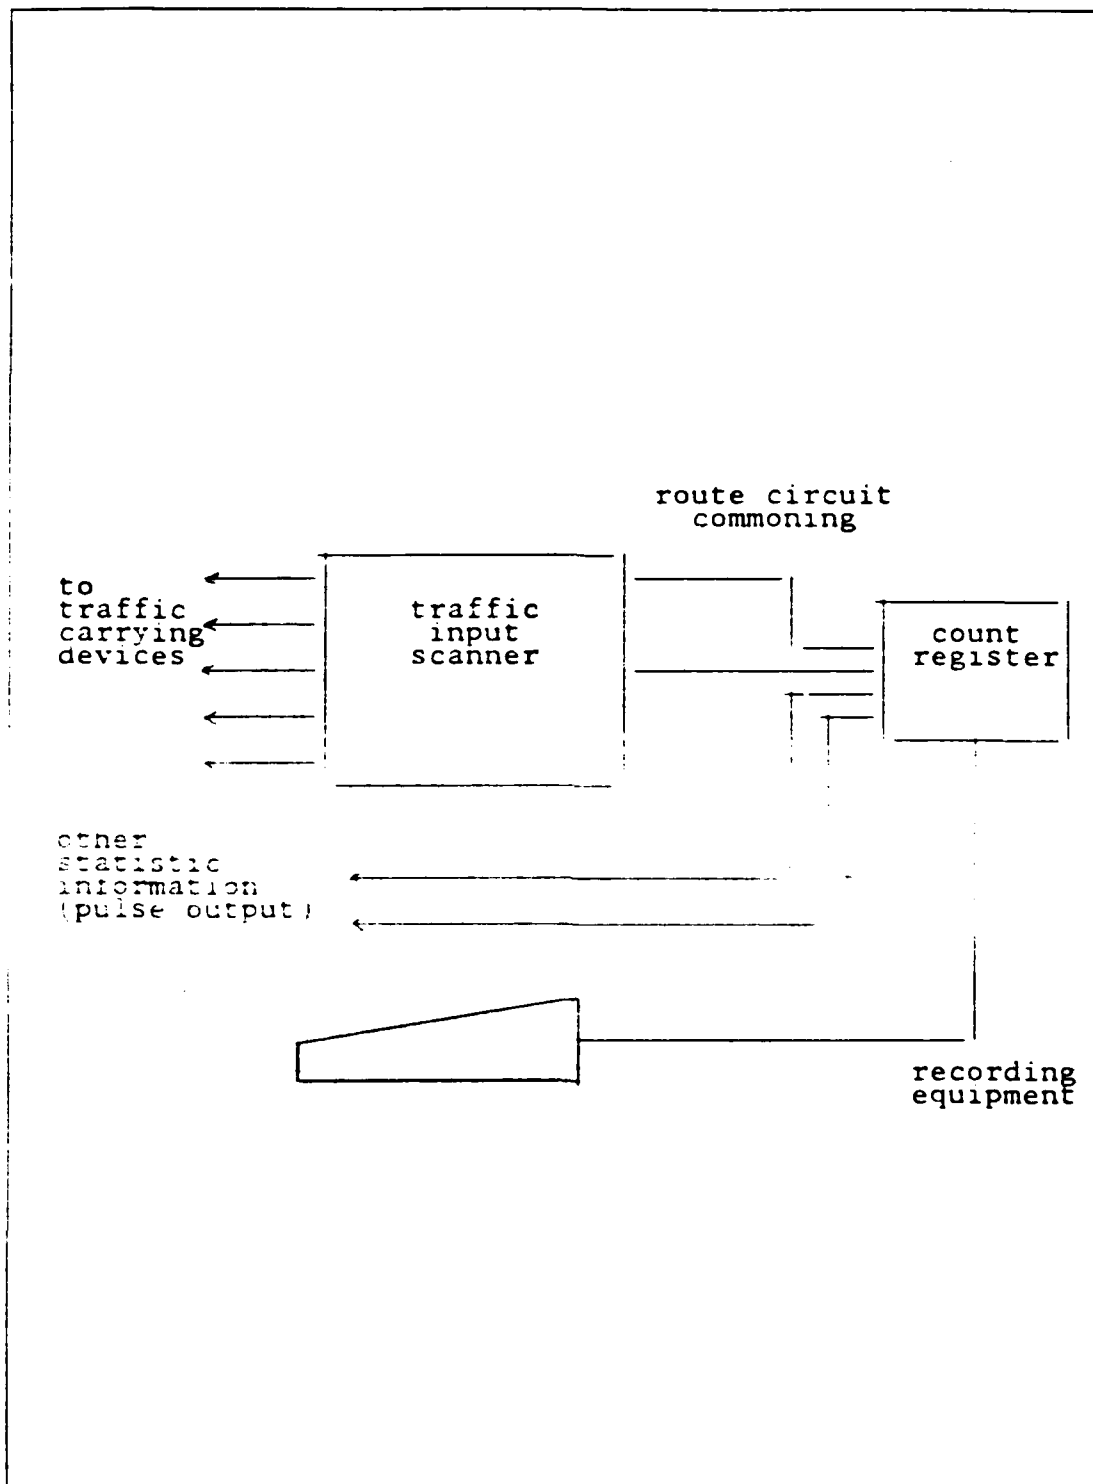 route circuit
commoning
to
traffic
carrying
devices
traffic
input
scanner
count
register
other
statistic
information
(pulse output)
recording
equipment